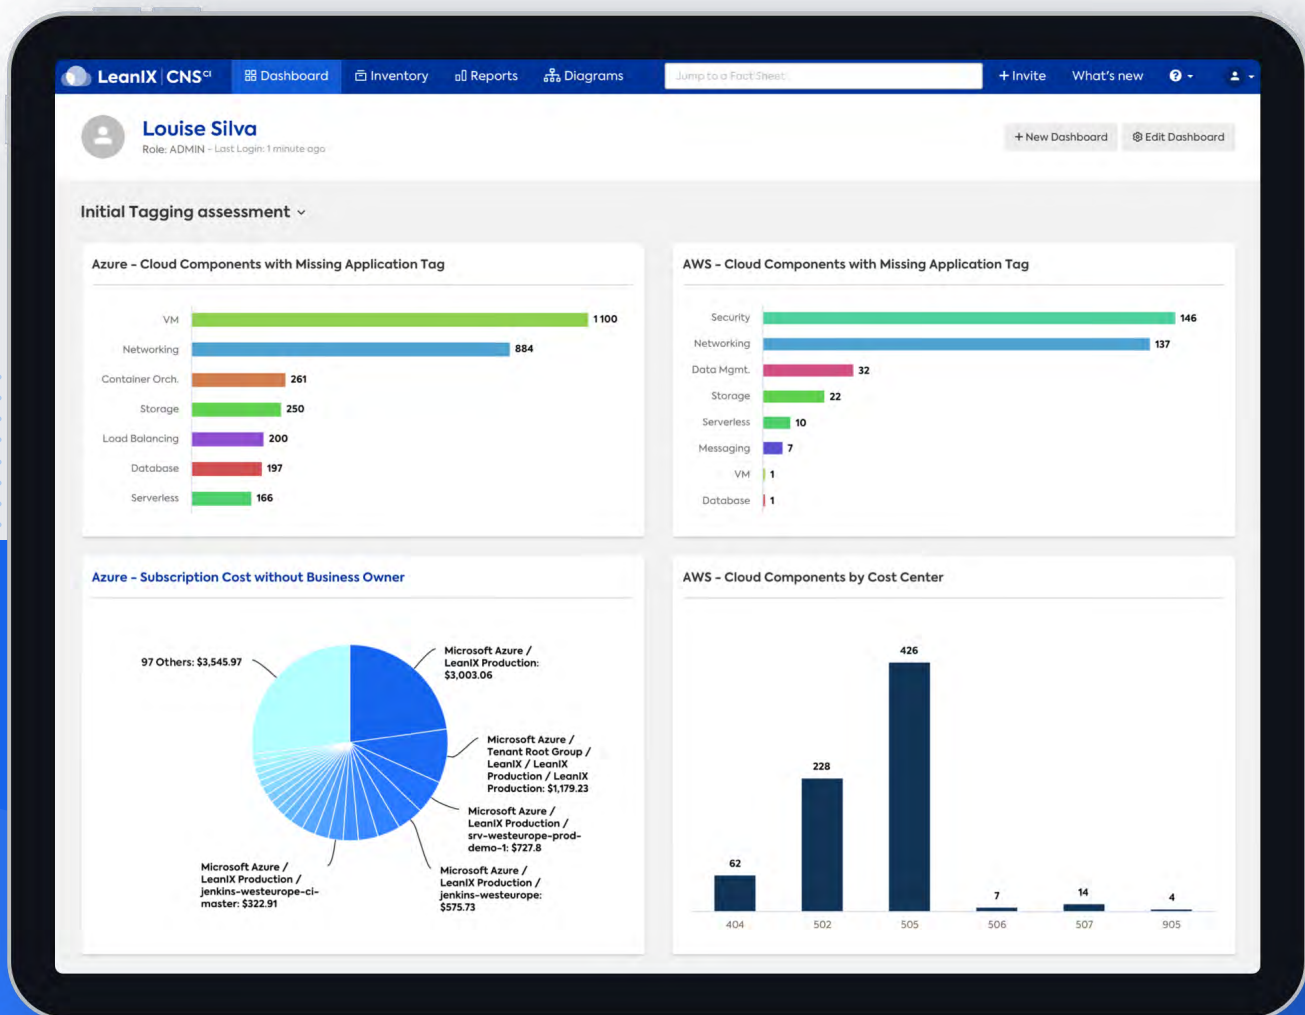 LeanIX CNS CI
Dashboard
Inventory
Reports
Diagrams
Jump to a Fact Sheet
+ Invite
What's new
?
Louise Silva
Role: ADMIN - Last Login: 1 minute ago
+ New Dashboard
Edit Dashboard
Initial Tagging assessment
Azure - Cloud Components with Missing Application Tag
VM 1 100
Networking 884
Container Orch. 261
Storage 250
Load Balancing 200
Database 197
Serverless 166
AWS - Cloud Components with Missing Application Tag
Security 146
Networking 137
Data Mgmt. 32
Storage 22
Serverless 10
Messaging 7
VM 1
Database 1
Azure - Subscription Cost without Business Owner
97 Others: $3,545.97
Microsoft Azure /
LeanIX Production:
$3,003.06
Microsoft Azure /
Tenant Root Group /
LeanIX / LeanIX
Production / LeanIX
Production: $1,179.23
Microsoft Azure /
LeanIX Production /
srv-westeurope-prod-
demo-1: $727.8
Microsoft Azure /
LeanIX Production /
jenkins-westeurope:
$575.73
Microsoft Azure /
LeanIX Production /
jenkins-westeurope-ci-
master: $322.91
AWS - Cloud Components by Cost Center
62
228
426
7
14
4
404
502
505
506
507
905